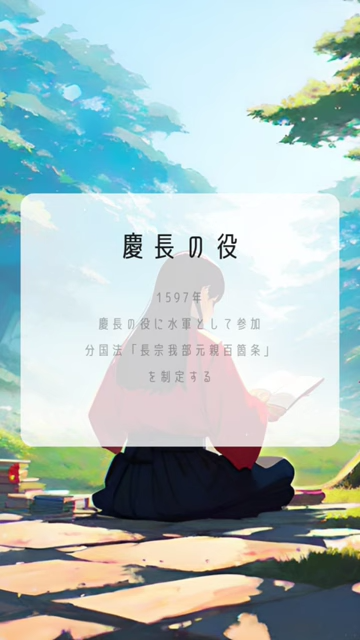 慶長の役
1597年
慶長の役に水軍として参加
分国法「長宗我部元親百箇条」
を制定する